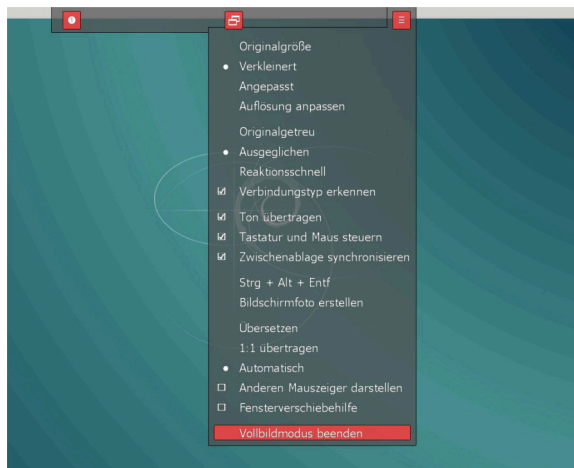 Originalgröße
Verkleinert
Angepasst
Auflösung anpassen
Originalgetreu
Ausgeglichen
Reaktionsschnell
Verbindungstyp erkennen
Ton übertragen
Tastatur und Maus steuern
Zwischenablage synchronisieren
Strg + Alt + Entf
Bildschirmfoto erstellen
Übersetzen
1:1 übertragen
Automatisch
Anderen Mauszeiger darstellen
Fensterverschiebehilfe
Vollbildmodus beenden